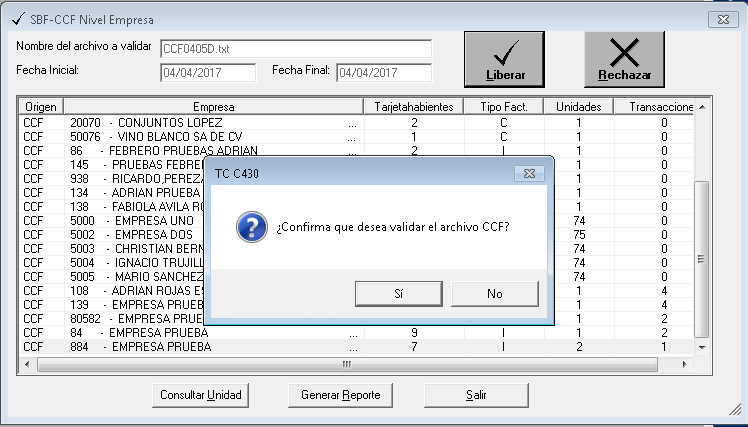 SBF-CCF Nivel Empresa
Nombre del archivo a validar CCF0405D.txt
Fecha Inicial: 04/04/2017 Fecha Final: 04/04/2017
Liberar
Rechazar
Origen Empresa Tarjetahabientes Tipo Fact. Unidades Transaccione
CCF 20070 - CONJUNTOS LOPEZ ... 2 C 1 0
CCF 50076 - VINO BLANCO SA DE CV ... 1 C 1 0
CCF 86 - FEBRERO PRUEBAS ADRIAN ... 2 I 1 0
CCF 145 - PRUEBAS FEBRE 1 0
CCF 938 - RICARDO,PEREZA 1 0
CCF 134 - ADRIAN PRUEBA 1 0
CCF 138 - FABIOLA AVILA RO 1 0
CCF 5000 - EMPRESA UNO 74 0
CCF 5002 - EMPRESA DOS 75 0
CCF 5003 - CHRISTIAN BERN 74 0
CCF 5004 - IGNACIO TRUJILL 74 0
CCF 5005 - MARIO SANCHEZ 74 0
CCF 108 - ADRIAN ROJAS ES 1 4
CCF 139 - EMPRESA PRUEB 1 4
CCF 80582 - EMPRESA PRUE 1 2
CCF 84 - EMPRESA PRUEBA ... 9 I 1 2
CCF 884 - EMPRESA PRUEBA ... 7 I 2 1
TC C430
¿Confirma que desea validar el archivo CCF?
Sí
No
Consultar Unidad
Generar Reporte
Salir